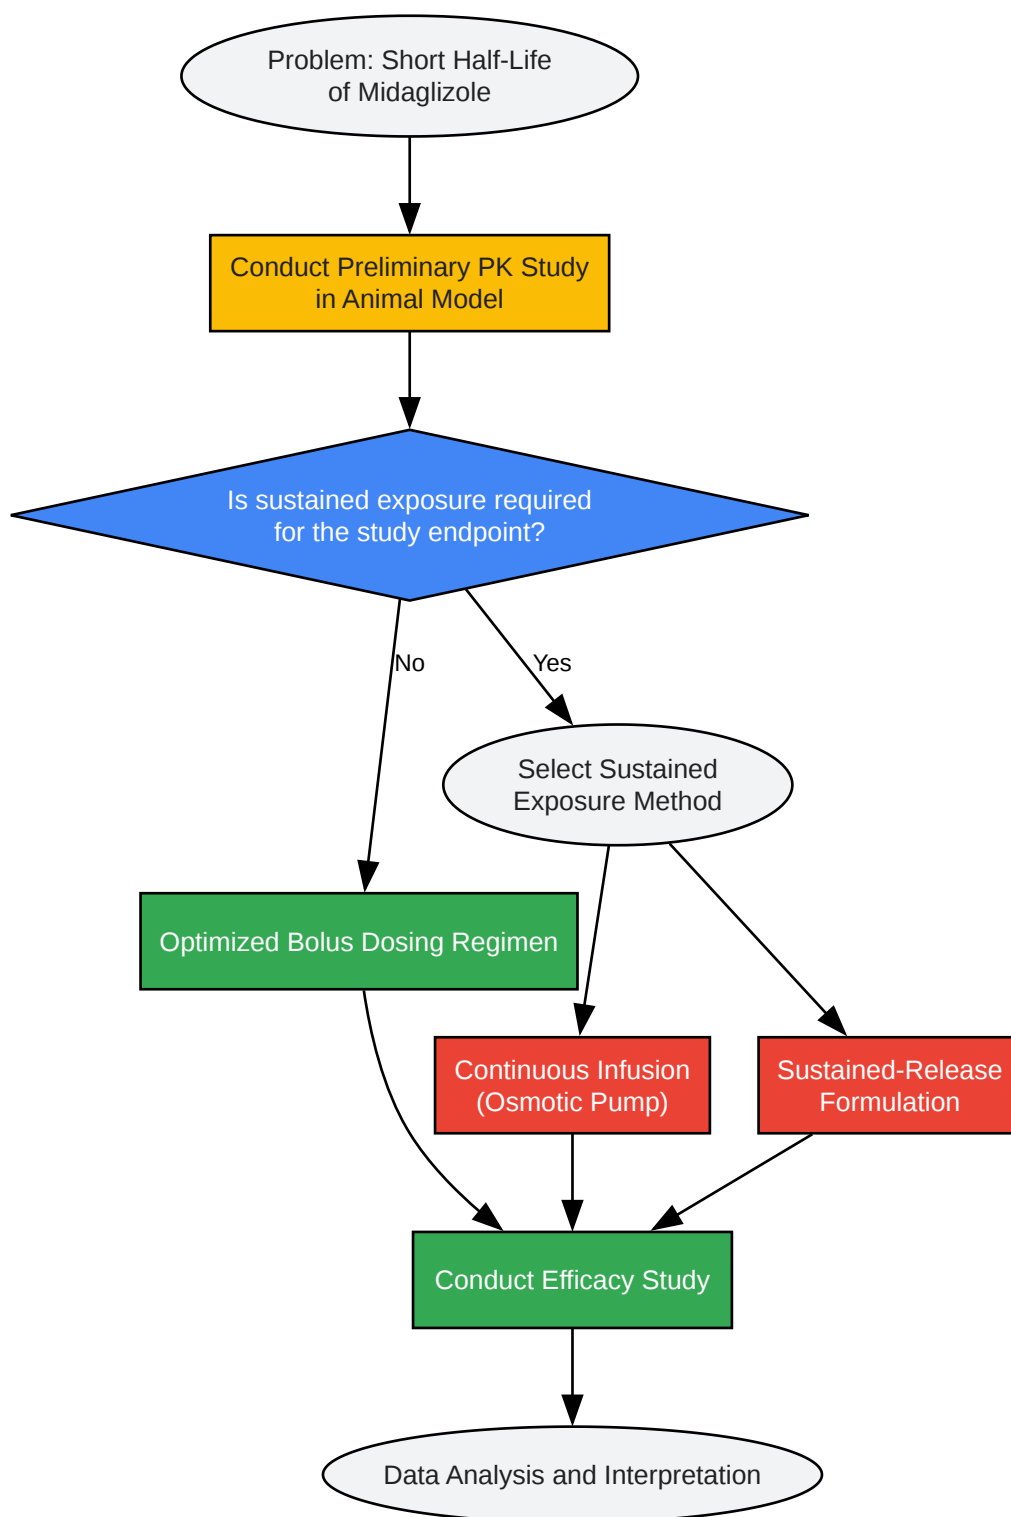 Problem: Short Half-Life
of Midaglizole
Conduct Preliminary PK Study
in Animal Model
Is sustained exposure required
for the study endpoint?
No
Yes
Select Sustained
Exposure Method
Optimized Bolus Dosing Regimen
Continuous Infusion
(Osmotic Pump)
Sustained-Release
Formulation
Conduct Efficacy Study
Data Analysis and Interpretation